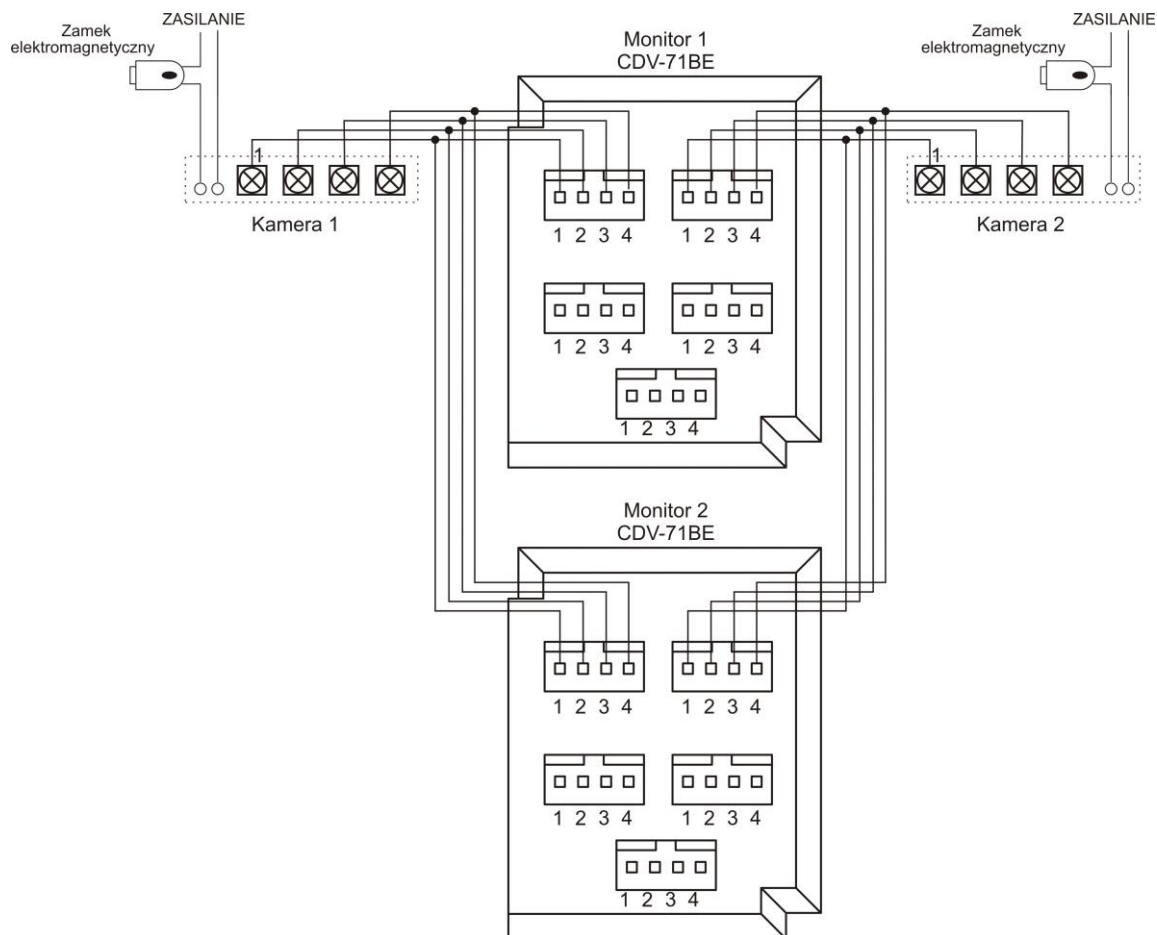 Zamek
elektromagnetyczny
ZASILANIE
Monitor 1
CDV-71BE
Zamek
elektromagnetyczny
ZASILANIE
1
1
Kamera 1
Kamera 2
1 2 3 4
1 2 3 4
1 2 3 4
1 2 3 4
1 2 3 4
Monitor 2
CDV-71BE
1 2 3 4
1 2 3 4
1 2 3 4
1 2 3 4
1 2 3 4